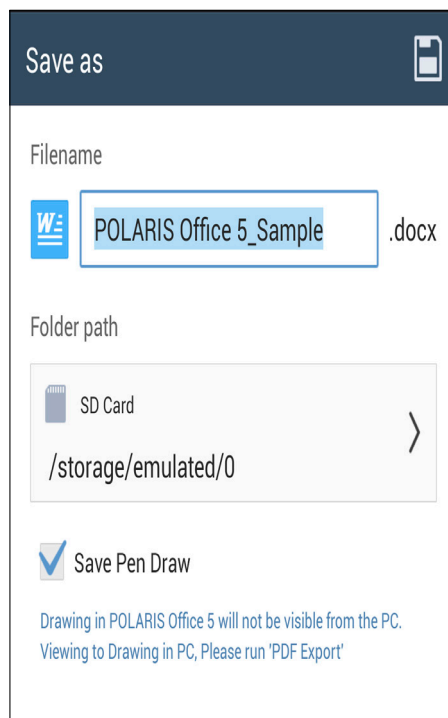 Save as
Filename
W POLARIS Office 5_Sample .docx
Folder path
SD Card
/storage/emulated/0
Save Pen Draw
Drawing in POLARIS Office 5 will not be visible from the PC.
Viewing to Drawing in PC, Please run 'PDF Export'